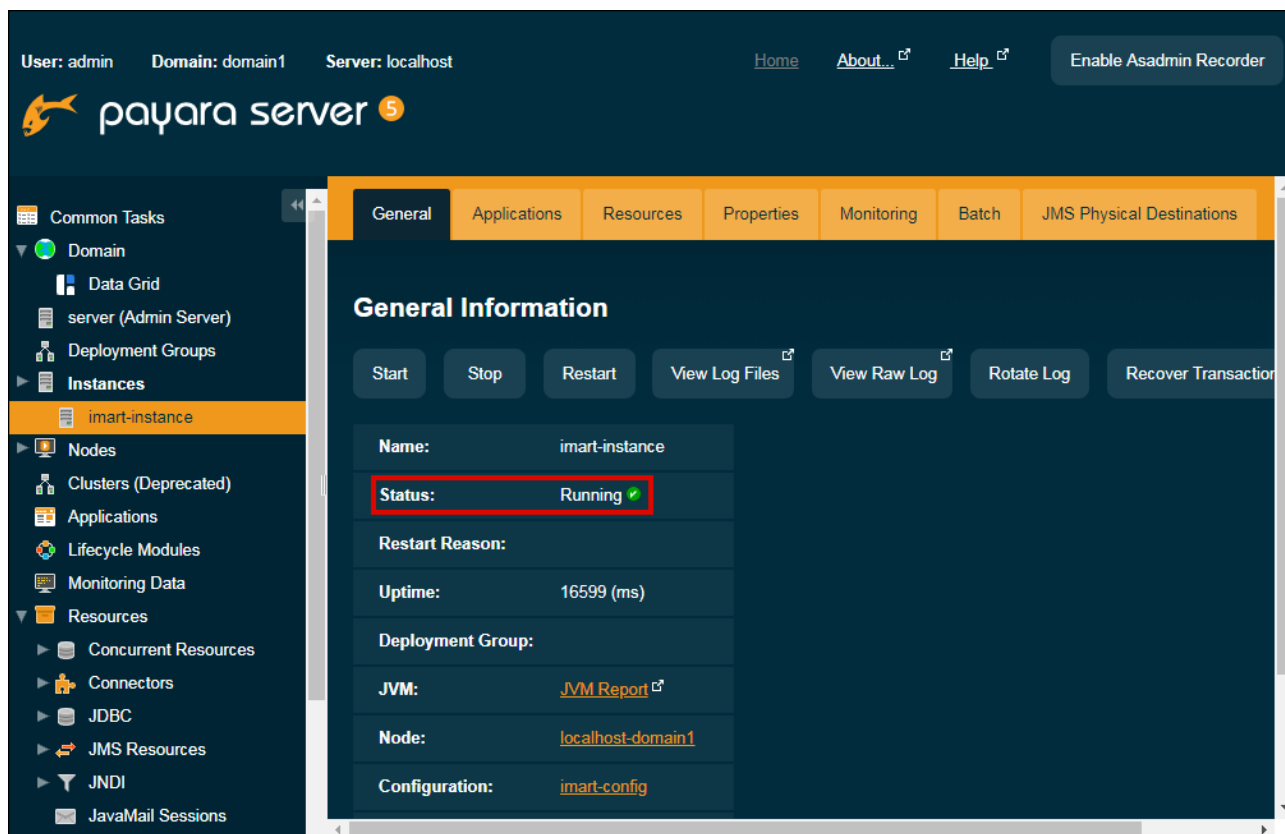 User: admin Domain: domain1 Server: localhost Home About... Help Enable Asadmin Recorder
payara server 5
Common Tasks
Domain
Data Grid
server (Admin Server)
Deployment Groups
Instances
imart-instance
Nodes
Clusters (Deprecated)
Applications
Lifecycle Modules
Monitoring Data
Resources
Concurrent Resources
Connectors
JDBC
JMS Resources
JNDI
JavaMail Sessions
General Applications Resources Properties Monitoring Batch JMS Physical Destinations
General Information
Start Stop Restart View Log Files View Raw Log Rotate Log Recover Transaction
Name: imart-instance
Status: Running
Restart Reason:
Uptime: 16599 (ms)
Deployment Group:
JVM: JVM Report
Node: localhost-domain1
Configuration: imart-config